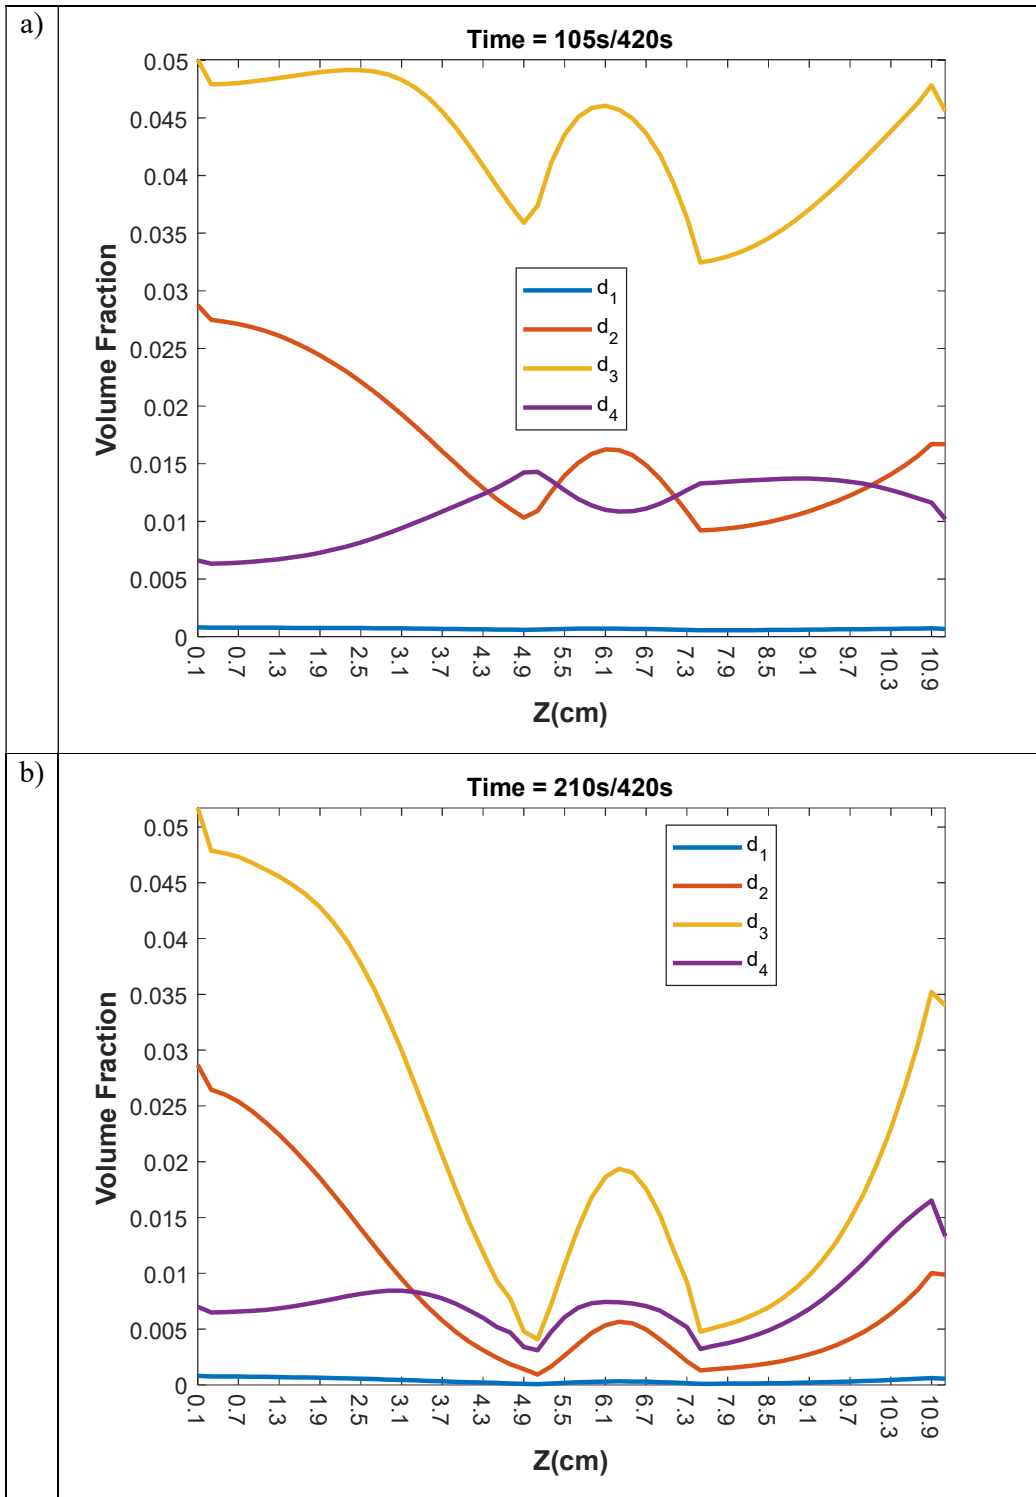 a)
Time = 105s/420s
0.05
0.045
0.04
0.035
0.03
0.025
0.02
0.015
0.01
0.005
0
Volume Fraction
d1
d2
d3
d4
0.1 0.7 1.3 1.9 2.5 3.1 3.7 4.3 4.9 5.5 6.1 6.7 7.3 7.9 8.5 9.1 9.7 10.3 10.9
Z(cm)
b)
Time = 210s/420s
0.05
0.045
0.04
0.035
0.03
0.025
0.02
0.015
0.01
0.005
0
Volume Fraction
d1
d2
d3
d4
0.1 0.7 1.3 1.9 2.5 3.1 3.7 4.3 4.9 5.5 6.1 6.7 7.3 7.9 8.5 9.1 9.7 10.3 10.9
Z(cm)